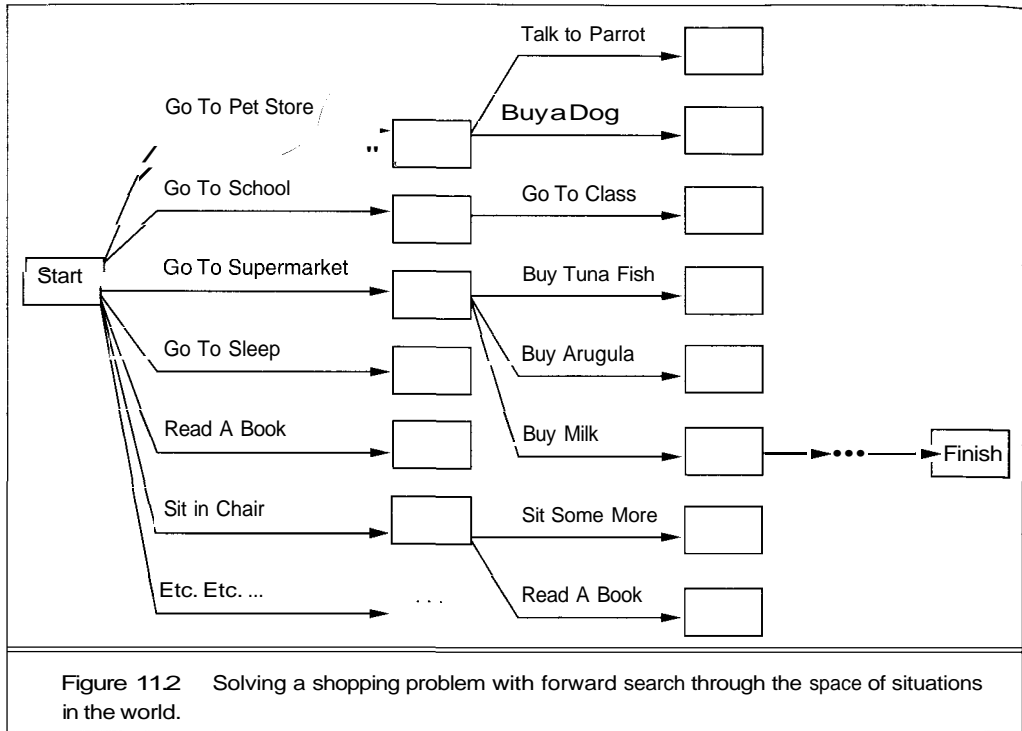 Talk to Parrot
Go To Pet Store
BuyaDog
Go To School
Go To Class
Start
Go To Supermarket
Buy Tuna Fish
Go To Sleep
Buy Arugula
Read A Book
Buy Milk
Finish
Sit in Chair
Sit Some More
Etc. Etc. ...
. . .
Read A Book
Figure 11.2 Solving a shopping problem with forward search through the space of situations
in the world.